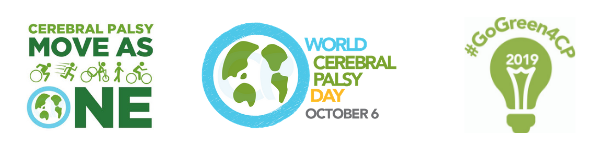 CEREBRAL PALSY
MOVE AS
ONE
WORLD
CEREBRAL
PALSY
DAY
OCTOBER 6
#GoGreen4CP
2019